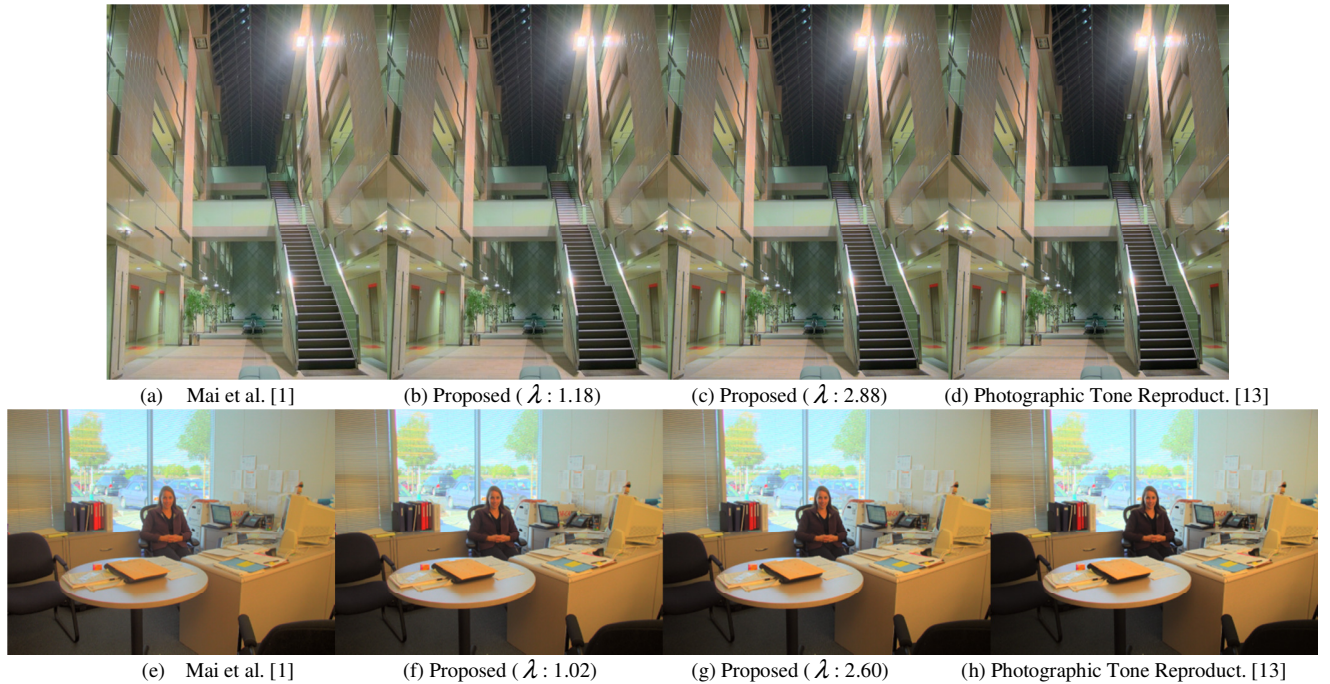 (a) Mai et al. [1] (b) Proposed ( λ : 1.18) (c) Proposed ( λ : 2.88) (d) Photographic Tone Reproduct. [13]
(e) Mai et al. [1] (f) Proposed ( λ : 1.02) (g) Proposed ( λ : 2.60) (h) Photographic Tone Reproduct. [13]